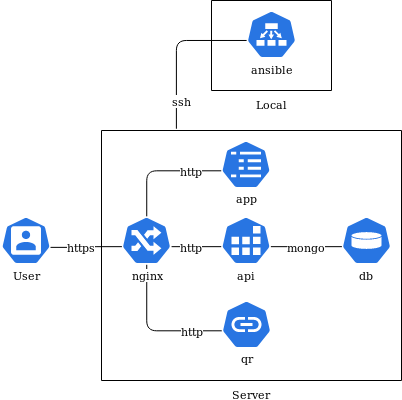 ansible
ssh
Local
http
app
https
http
mongo
User
nginx
api
db
http
qr
Server